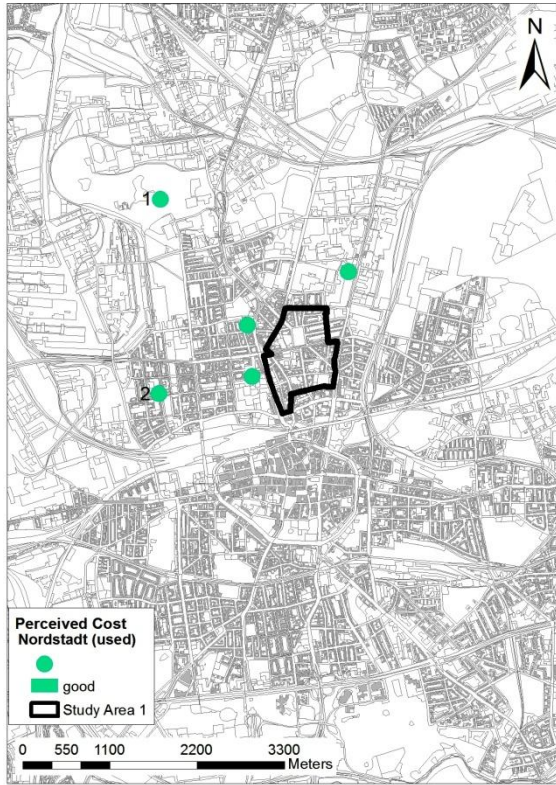 N
1
2
Perceived Cost
Nordstadt (used)
good
Study Area 1
0 550 1100 2200 3300
Meters